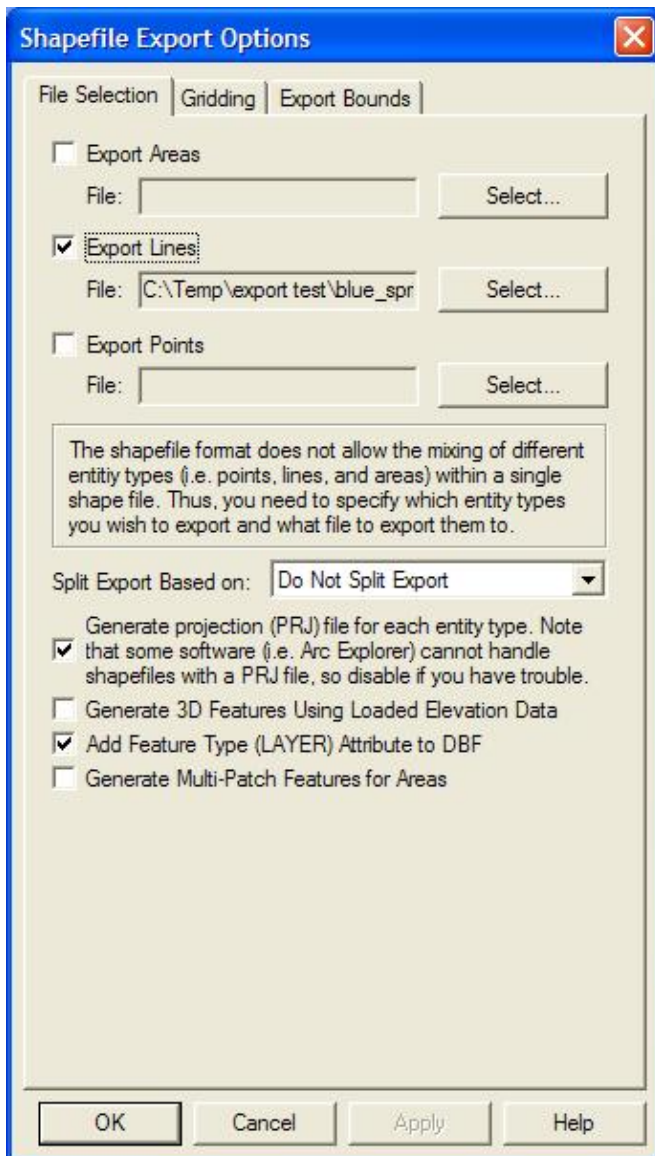 Shapefile Export Options
File Selection Gridding Export Bounds
Export Areas
File: Select...
Export Lines
File: C:\Temp\export test\blue_spr Select...
Export Points
File: Select...
The shapefile format does not allow the mixing of different
entitiy types (i.e. points, lines, and areas) within a single
shape file. Thus, you need to specify which entity types
you wish to export and what file to export them to.
Split Export Based on: Do Not Split Export
Generate projection (PRJ) file for each entity type. Note
that some software (i.e. Arc Explorer) cannot handle
shapefiles with a PRJ file, so disable if you have trouble.
Generate 3D Features Using Loaded Elevation Data
Add Feature Type (LAYER) Attribute to DBF
Generate Multi-Patch Features for Areas
OK Cancel Apply Help